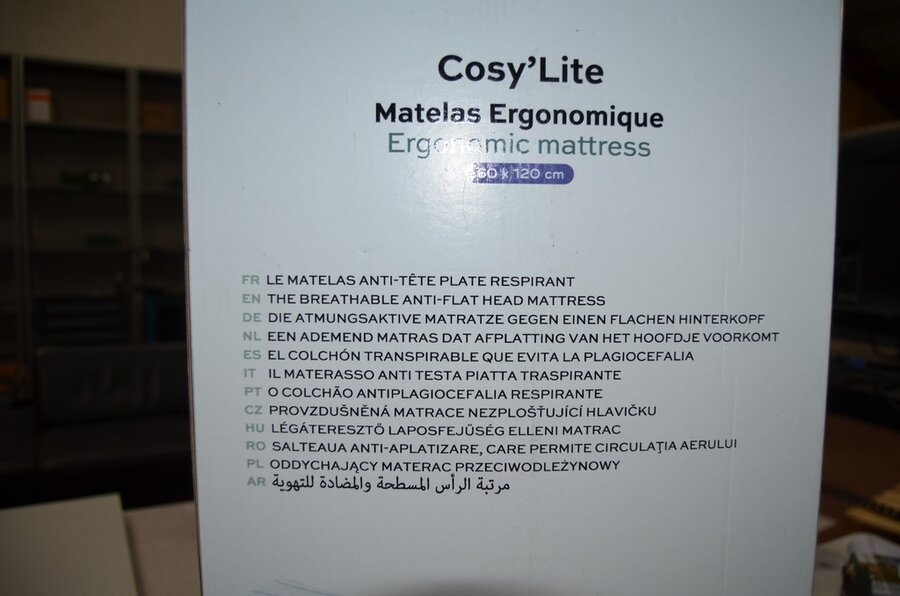 Cosy'Lite
Matelas Ergonomique
Ergonomic mattress
60 x 120 cm
FR LE MATELAS ANTI-TÊTE PLATE RESPIRANT
EN THE BREATHABLE ANTI-FLAT HEAD MATTRESS
DE DIE ATMUNGSAKTIVE MATRATZE GEGEN EINEN FLACHEN HINTERKOPF
NL EEN ADEMEND MATRAS DAT AFPLATTING VAN HET HOOFDJE VOORKOMT
ES EL COLCHÓN TRANSPIRABLE QUE EVITA LA PLAGIOCEFALIA
IT IL MATERASSO ANTI TESTA PIATTA TRASPIRANTE
PT O COLCHÃO ANTIPLAGIOCEFALIA RESPIRANTE
CZ PROVZDUŠNĚNÁ MATRACE NEZPLOŠŤUJÍCÍ HLAVIČKU
HU LÉGÁTERESZTŐ LAPOSFEJŰSÉG ELLENI MATRAC
RO SALTEAUA ANTI-APLATIZARE, CARE PERMITE CIRCULAŢIA AERULUI
PL ODDYCHAJĄCY MATERAC PRZECIWODLEŻYNOWY
AR مرتبة الرأس المسطحة والمضادة للتهوية